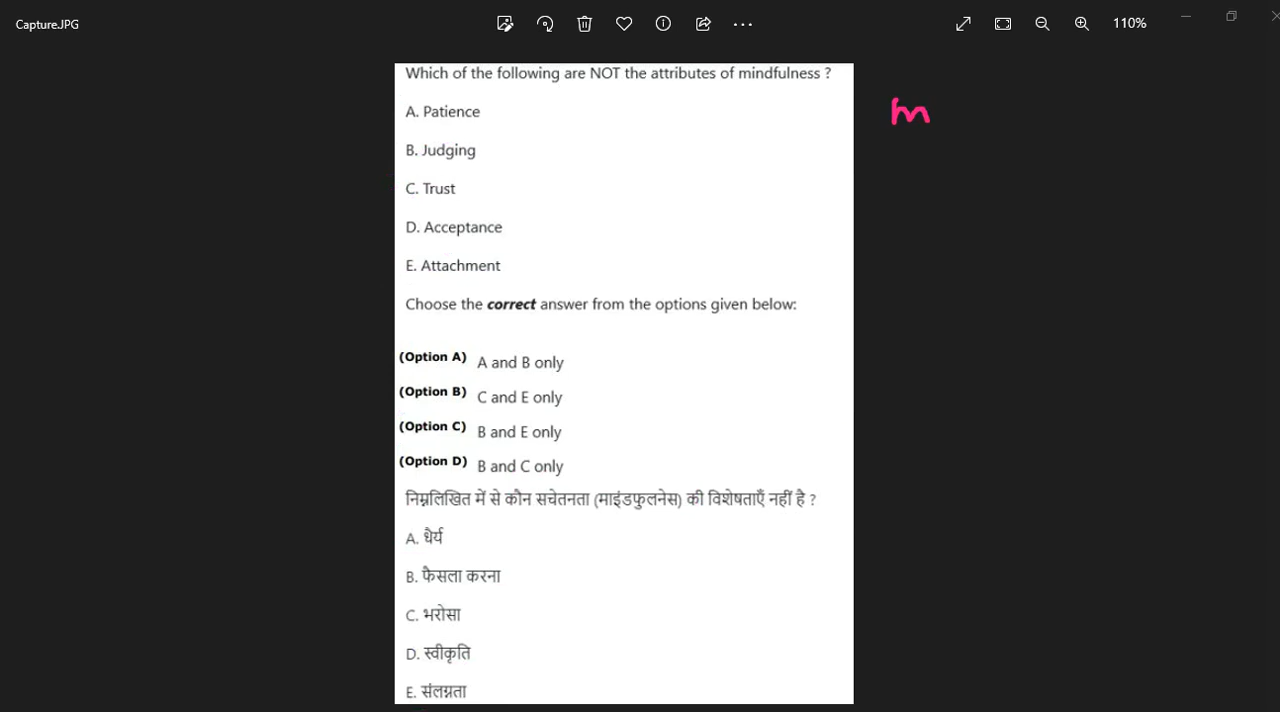 Capture.JPG
110%
Which of the following are NOT the attributes of mindfulness ?
m
A. Patience
B. Judging
C. Trust
D. Acceptance
E. Attachment
Choose the correct answer from the options given below:
(Option A) A and B only
(Option B) C and E only
(Option C) B and E only
(Option D) B and C only
निम्नलिखित में से कौन सचेतनता (माइंडफुलनेस) की विशेषताएँ नहीं है ?
A. धैर्य
B. फैसला करना
C. भरोसा
D. स्वीकृति
E. संलग्नता